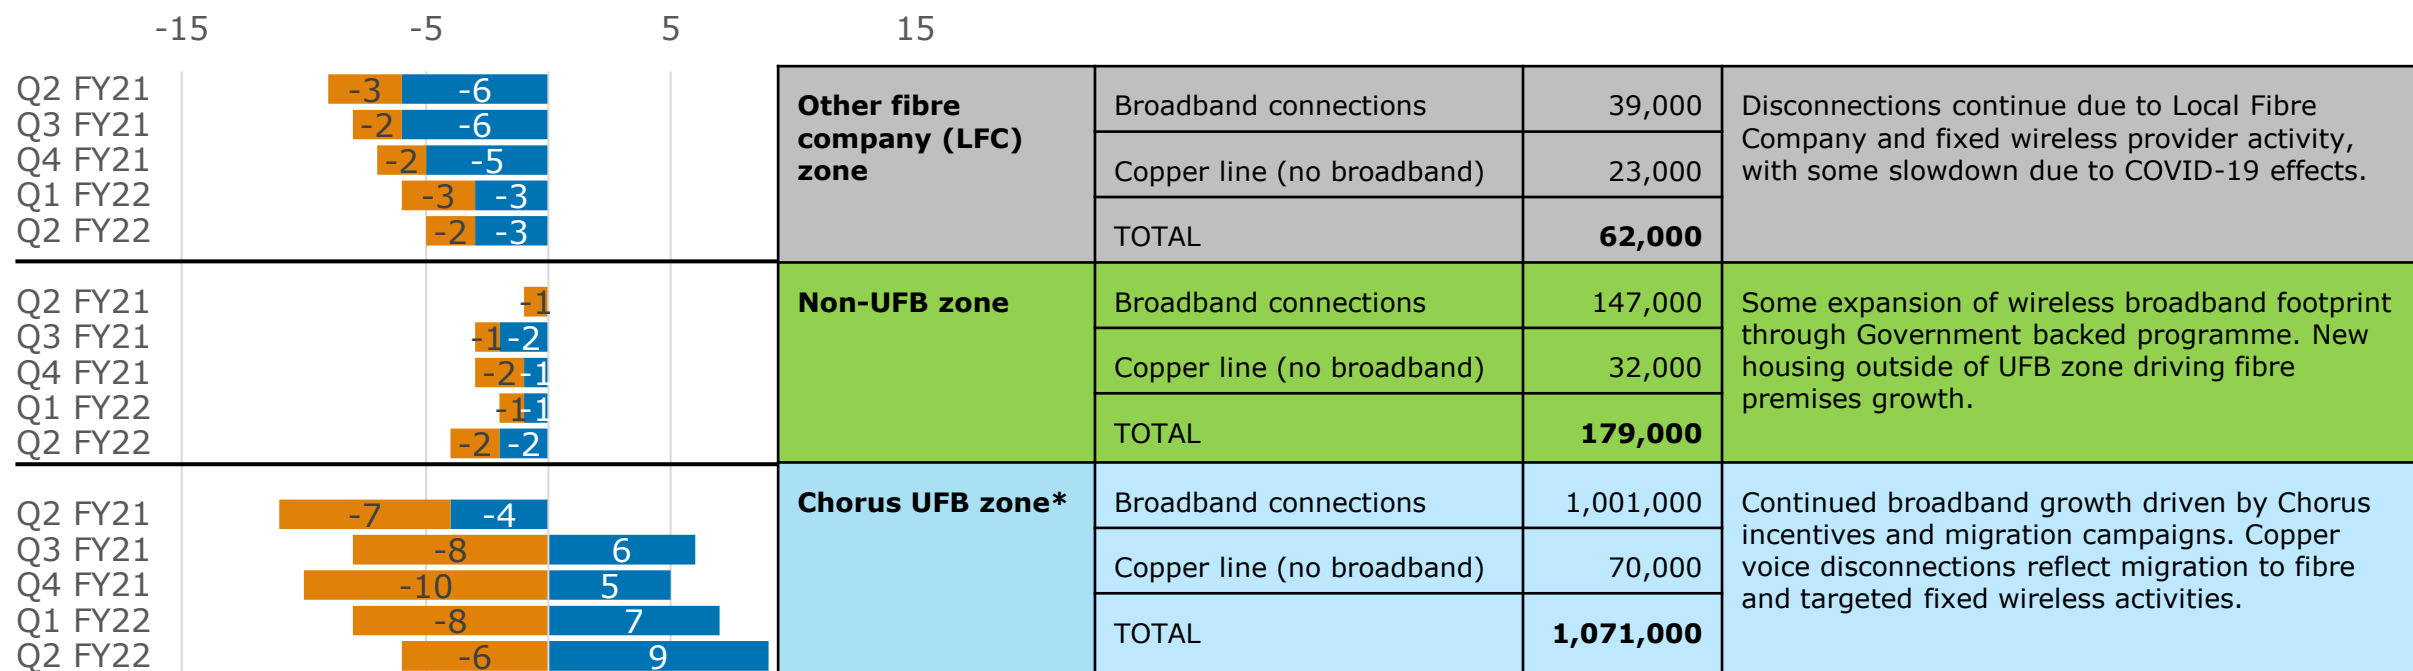 -15 -5 5 15
Q2 FY21 -3 -6
Q3 FY21 -2 -6
Q4 FY21 -2 -5
Q1 FY22 -3 -3
Q2 FY22 -2 -3
Other fibre
company (LFC)
zone
Broadband connections 39,000
Copper line (no broadband) 23,000
TOTAL 62,000
Disconnections continue due to Local Fibre
Company and fixed wireless provider activity,
with some slowdown due to COVID-19 effects.
Q2 FY21 -1
Q3 FY21 -1 -2
Q4 FY21 -2 -1
Q1 FY22 -1 -1
Q2 FY22 -2 -2
Non-UFB zone
Broadband connections 147,000
Copper line (no broadband) 32,000
TOTAL 179,000
Some expansion of wireless broadband footprint
through Government backed programme. New
housing outside of UFB zone driving fibre
premises growth.
Q2 FY21 -7 -4
Q3 FY21 -8 6
Q4 FY21 -10 5
Q1 FY22 -8 7
Q2 FY22 -6 9
Chorus UFB zone*
Broadband connections 1,001,000
Copper line (no broadband) 70,000
TOTAL 1,071,000
Continued broadband growth driven by Chorus
incentives and migration campaigns. Copper
voice disconnections reflect migration to fibre
and targeted fixed wireless activities.